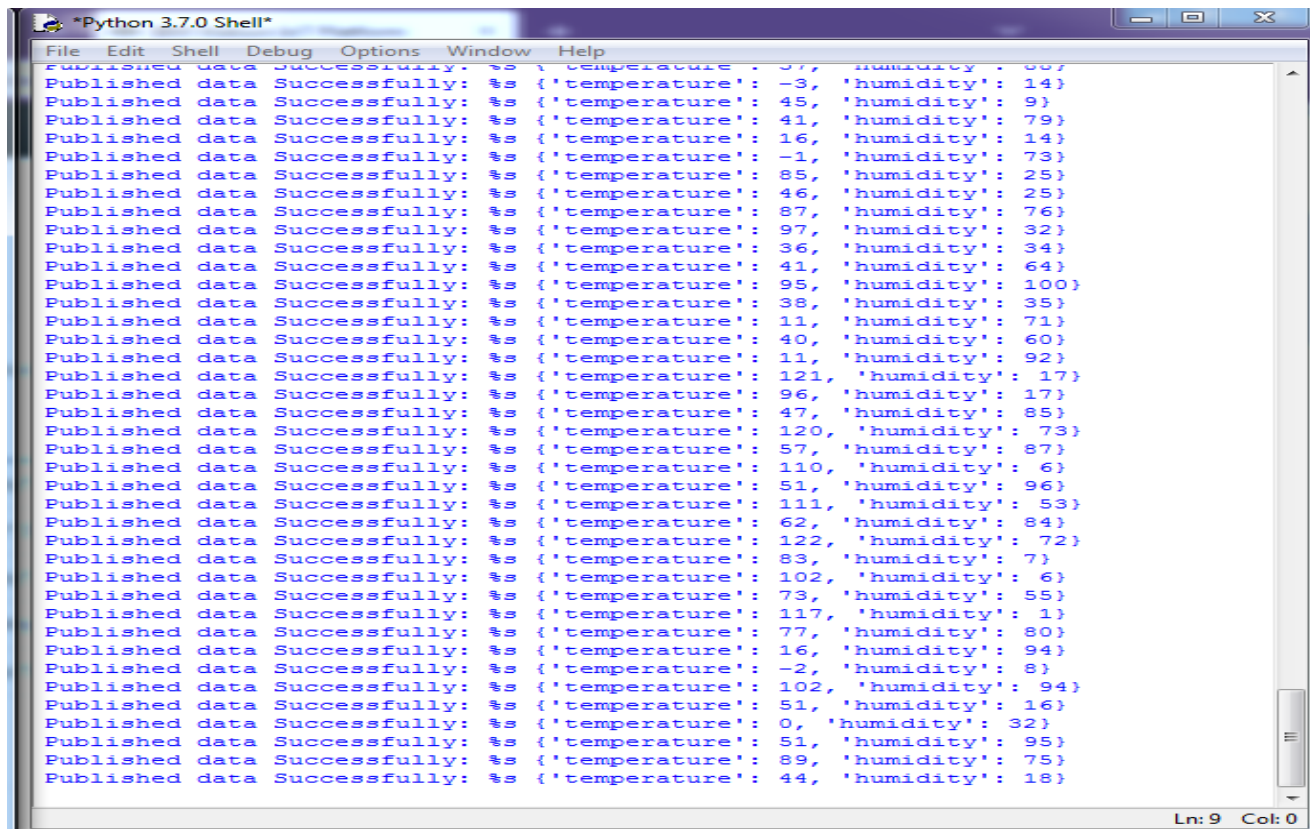 *Python 3.7.0 Shell*
File Edit Shell Debug Options Window Help
Published data Successfully: %s {'temperature': 37, 'humidity':
Published data Successfully: %s {'temperature': -3, 'humidity': 14}
Published data Successfully: %s {'temperature': 45, 'humidity': 9}
Published data Successfully: %s {'temperature': 41, 'humidity': 79}
Published data Successfully: %s {'temperature': 16, 'humidity': 14}
Published data Successfully: %s {'temperature': -1, 'humidity': 73}
Published data Successfully: %s {'temperature': 85, 'humidity': 25}
Published data Successfully: %s {'temperature': 46, 'humidity': 25}
Published data Successfully: %s {'temperature': 87, 'humidity': 76}
Published data Successfully: %s {'temperature': 97, 'humidity': 32}
Published data Successfully: %s {'temperature': 36, 'humidity': 34}
Published data Successfully: %s {'temperature': 41, 'humidity': 64}
Published data Successfully: %s {'temperature': 95, 'humidity': 100}
Published data Successfully: %s {'temperature': 38, 'humidity': 35}
Published data Successfully: %s {'temperature': 11, 'humidity': 71}
Published data Successfully: %s {'temperature': 40, 'humidity': 60}
Published data Successfully: %s {'temperature': 11, 'humidity': 92}
Published data Successfully: %s {'temperature': 121, 'humidity': 17}
Published data Successfully: %s {'temperature': 96, 'humidity': 17}
Published data Successfully: %s {'temperature': 47, 'humidity': 85}
Published data Successfully: %s {'temperature': 120, 'humidity': 73}
Published data Successfully: %s {'temperature': 57, 'humidity': 87}
Published data Successfully: %s {'temperature': 110, 'humidity': 6}
Published data Successfully: %s {'temperature': 51, 'humidity': 96}
Published data Successfully: %s {'temperature': 111, 'humidity': 53}
Published data Successfully: %s {'temperature': 62, 'humidity': 84}
Published data Successfully: %s {'temperature': 122, 'humidity': 72}
Published data Successfully: %s {'temperature': 83, 'humidity': 7}
Published data Successfully: %s {'temperature': 102, 'humidity': 6}
Published data Successfully: %s {'temperature': 73, 'humidity': 55}
Published data Successfully: %s {'temperature': 117, 'humidity': 1}
Published data Successfully: %s {'temperature': 77, 'humidity': 80}
Published data Successfully: %s {'temperature': 16, 'humidity': 94}
Published data Successfully: %s {'temperature': -2, 'humidity': 8}
Published data Successfully: %s {'temperature': 102, 'humidity': 94}
Published data Successfully: %s {'temperature': 51, 'humidity': 16}
Published data Successfully: %s {'temperature': 0, 'humidity': 32}
Published data Successfully: %s {'temperature': 51, 'humidity': 95}
Published data Successfully: %s {'temperature': 89, 'humidity': 75}
Published data Successfully: %s {'temperature': 44, 'humidity': 18}
Ln: 9 Col: 0